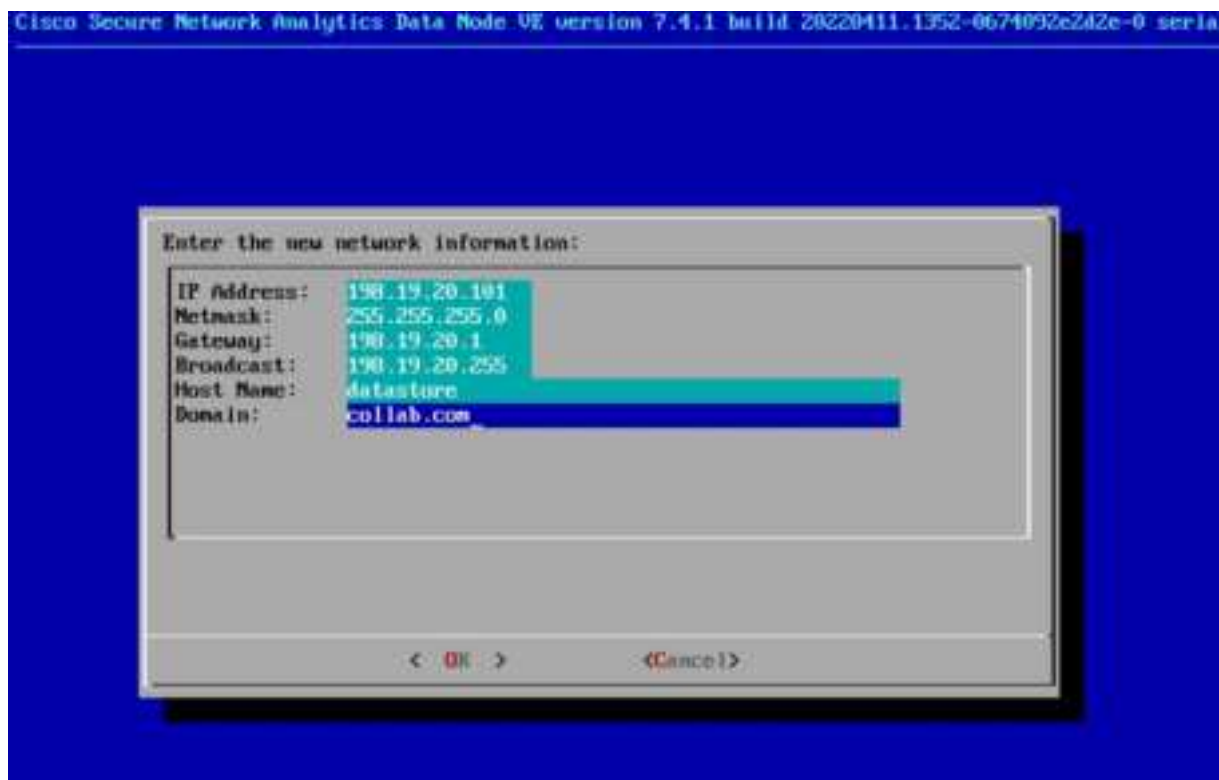 Cisco Secure Network Analytics Data Node VE version 7.4.1 build 20220411.1352-0674092e2d2e-0 seria
Enter the new network information:
IP Address: 198.19.20.101
Netmask: 255.255.255.0
Gateway: 198.19.20.1
Broadcast: 198.19.20.255
Host Name: datastore
Domain: collab.com_
< OK > <Cancel>